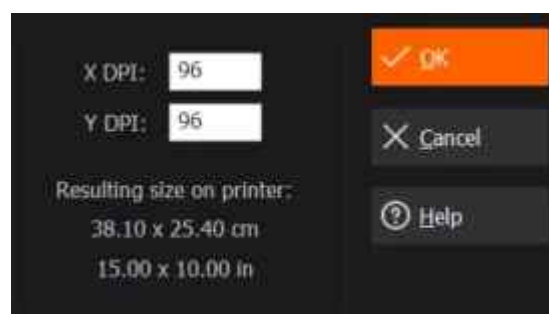 X DPI: 96
Y DPI: 96
Resulting size on printer:
38.10 x 25.40 cm
15.00 x 10.00 in
OK
Cancel
Help